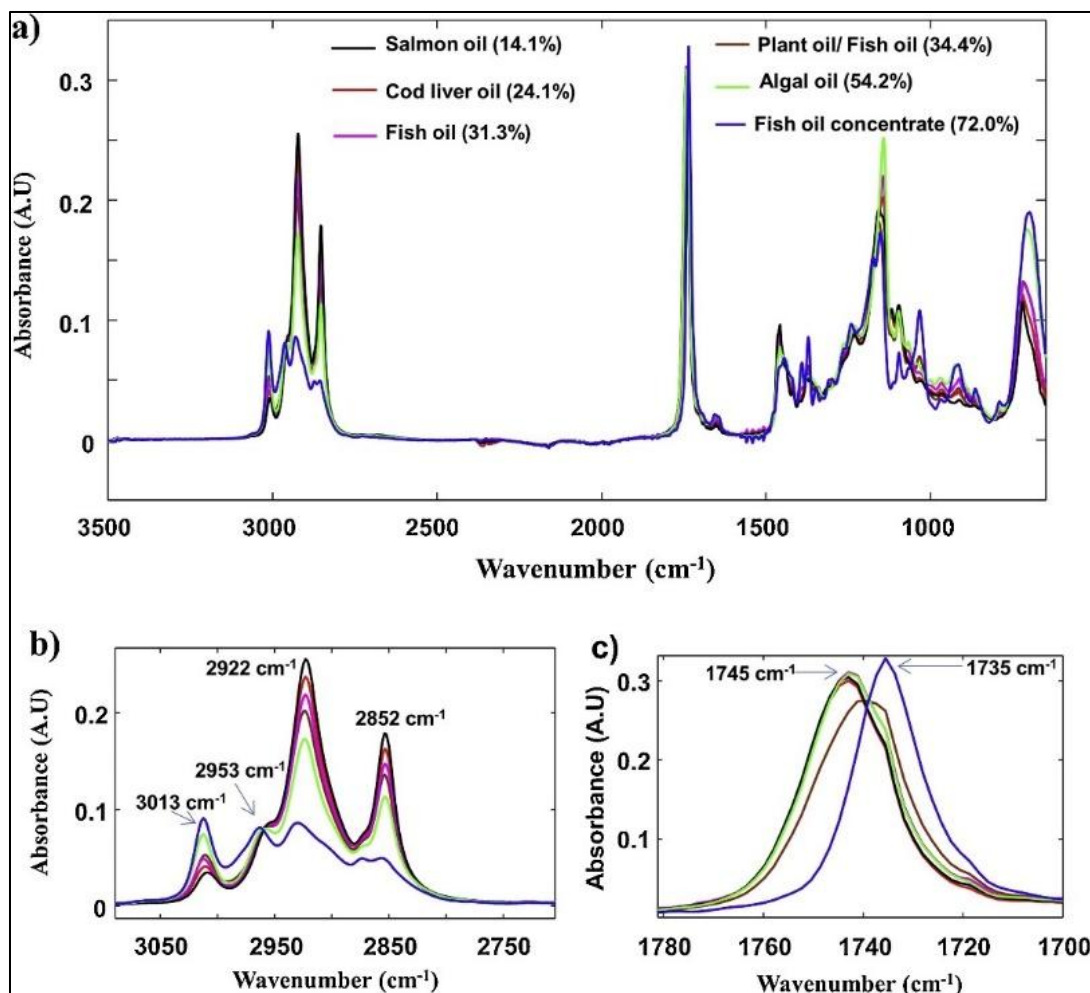 a)
Salmon oil (14.1%)
Cod liver oil (24.1%)
Fish oil (31.3%)
Plant oil/ Fish oil (34.4%)
Algal oil (54.2%)
Fish oil concentrate (72.0%)
Absorbance (A.U)
0.3
0.2
0.1
0
3500 3000 2500 2000 1500 1000
Wavenumber (cm-1)
b)
2922 cm-1
2852 cm-1
2953 cm-1
3013 cm-1
Absorbance (A.U)
0.2
0.1
0
3050 2950 2850 2750
Wavenumber (cm-1)
c)
1745 cm-1
1735 cm-1
Absorbance (A.U)
0.3
0.2
0.1
1780 1760 1740 1720 1700
Wavenumber (cm-1)